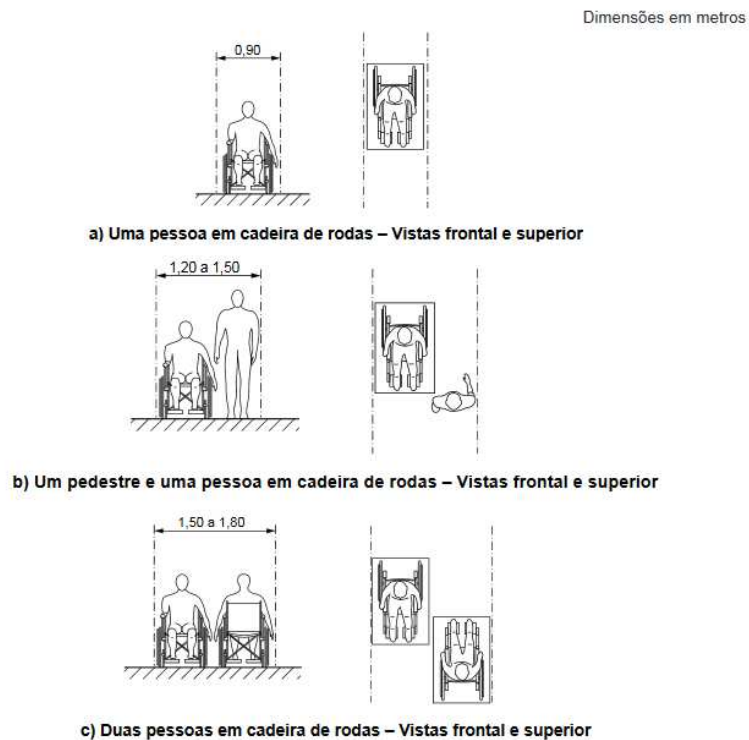 Dimensões em metros
0,90
a) Uma pessoa em cadeira de rodas – Vistas frontal e superior
1,20 a 1,50
b) Um pedestre e uma pessoa em cadeira de rodas – Vistas frontal e superior
1,50 a 1,80
c) Duas pessoas em cadeira de rodas – Vistas frontal e superior